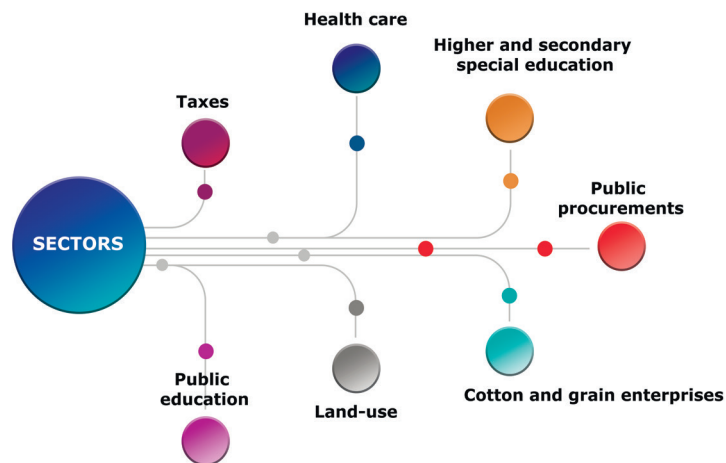 Health care
Higher and secondary
special education
Taxes
Public
procurements
SECTORS
Public
education
Land-use
Cotton and grain enterprises